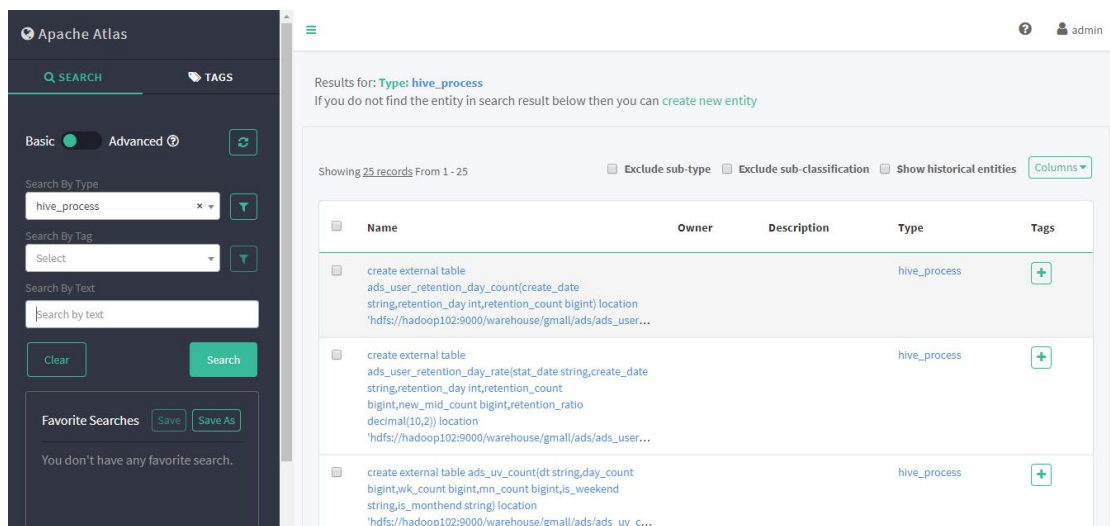 Apache Atlas
admin
SEARCH
TAGS
Results for: Type: hive_process
If you do not find the entity in search result below then you can create new entity
Basic
Advanced
Showing 25 records From 1 - 25
Exclude sub-type
Exclude sub-classification
Show historical entities
Columns
Search By Type
hive_process
Search By Tag
Select
Search By Text
Search by text
Clear
Search
Favorite Searches
Save
Save As
You don't have any favorite search.
Name
Owner
Description
Type
Tags
create external table
ads_user_retention_day_count(create_date
string,retention_day int,retention_count bigint) location
'hdfs://hadoop102:9000/warehouse/gmall/ads/ads_user...
hive_process
create external table
ads_user_retention_day_rate(stat_date string,create_date
string,retention_day int,retention_count
bigint,new_mid_count bigint,retention_ratio
decimal(10,2)) location
'hdfs://hadoop102:9000/warehouse/gmall/ads/ads_user...
hive_process
create external table ads_uv_count(dt string,day_count
bigint,wk_count bigint,mn_count bigint,is_weekend
string,is_monthend string) location
'hdfs://hadoop102:9000/warehouse/gmall/ads/ads_uv_c...
hive_process